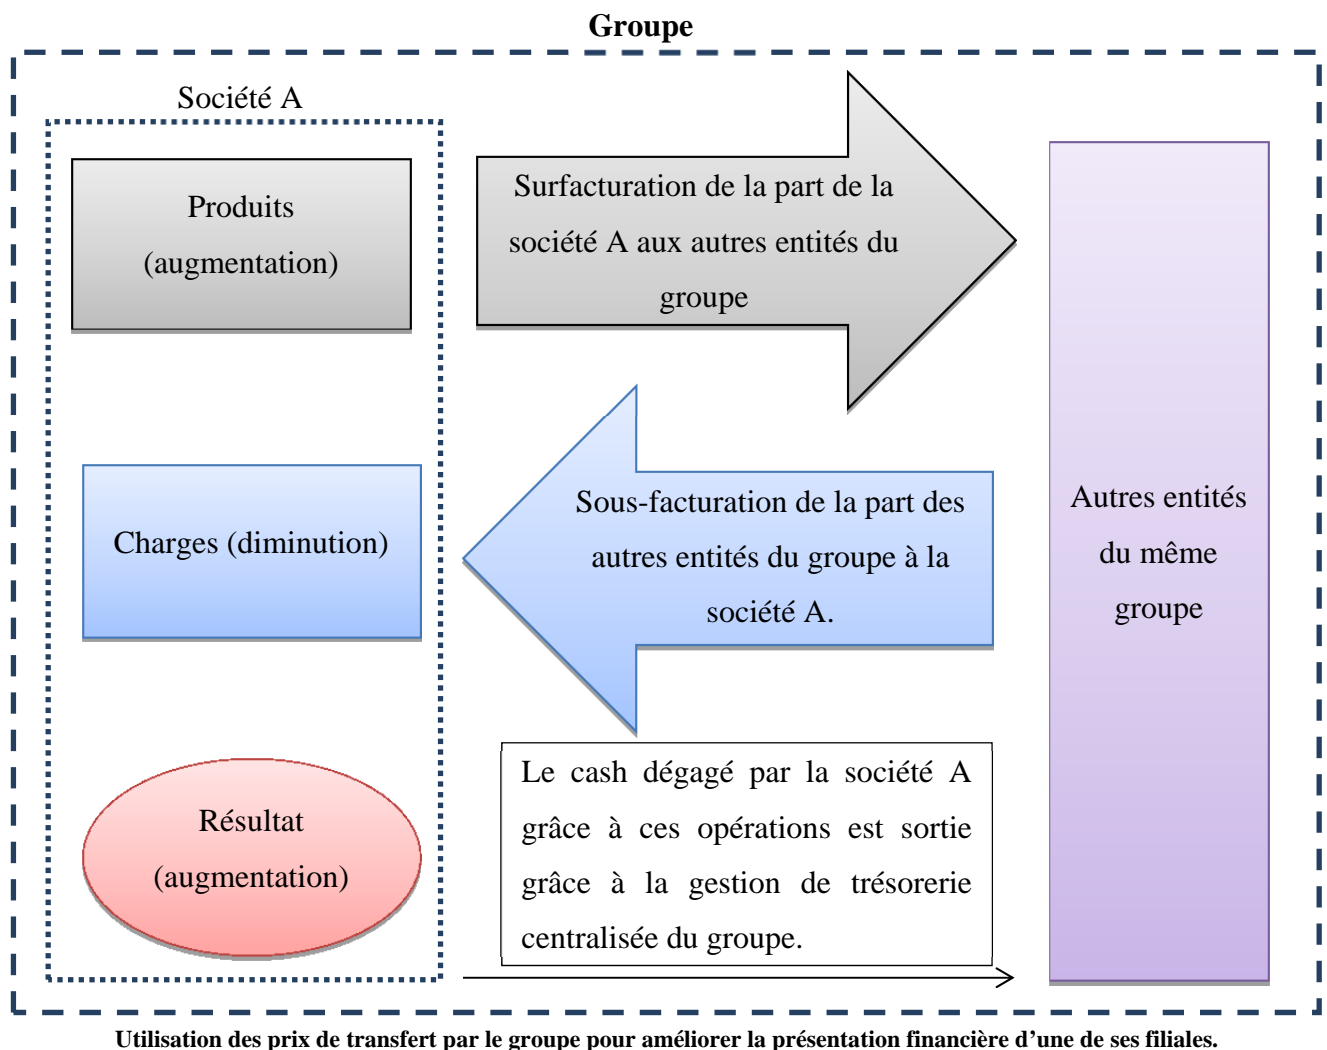 Groupe
Société A
Produits
(augmentation)
Surfacturation de la part de la
société A aux autres entités du
groupe
Charges (diminution)
Sous-facturation de la part des
autres entités du groupe à la
société A.
Autres entités
du même
groupe
Résultat
(augmentation)
Le cash dégagé par la société A
grâce à ces opérations est sortie
grâce à la gestion de trésorerie
centralisée du groupe.
Utilisation des prix de transfert par le groupe pour améliorer la présentation financière d’une de ses filiales.